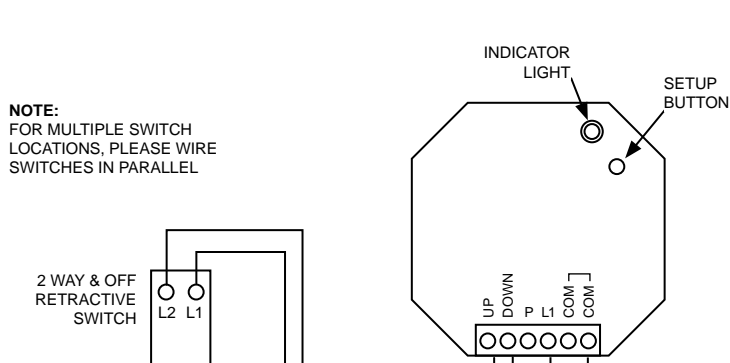 INDICATOR
LIGHT
SETUP
BUTTON
NOTE:
FOR MULTIPLE SWITCH
LOCATIONS, PLEASE WIRE
SWITCHES IN PARALLEL
2 WAY & OFF
RETRACTIVE
SWITCH
L2 L1
UP
DOWN
P
L1
COM
COM